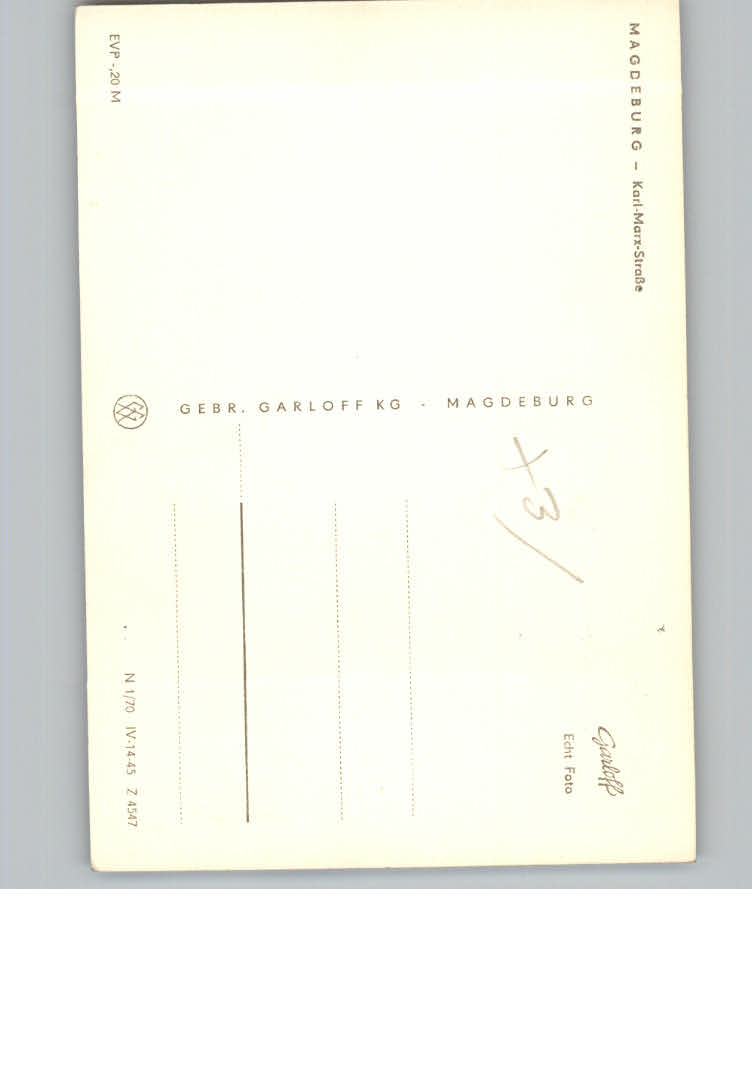 MAGDEBURG – Karl-Marx-Straße
EVP -,20 M
GEBR. GARLOFF KG - MAGDEBURG
x3/
Garloff
Echt Foto
N 1/70 IV-14-45 Z 4547